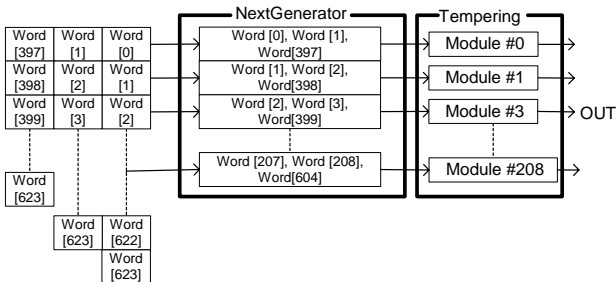 NextGenerator
Tempering
Word [397] Word [1] Word [0]
Word [398] Word [2] Word [1]
Word [399] Word [3] Word [2]
Word [623]
Word [623] Word [622]
Word [623]
Word [0], Word [1],
Word[397]
Word [1], Word [2],
Word[398]
Word [2], Word [3],
Word[399]
Word [207], Word [208],
Word[604]
Module #0
Module #1
Module #3
Module #208
OUT